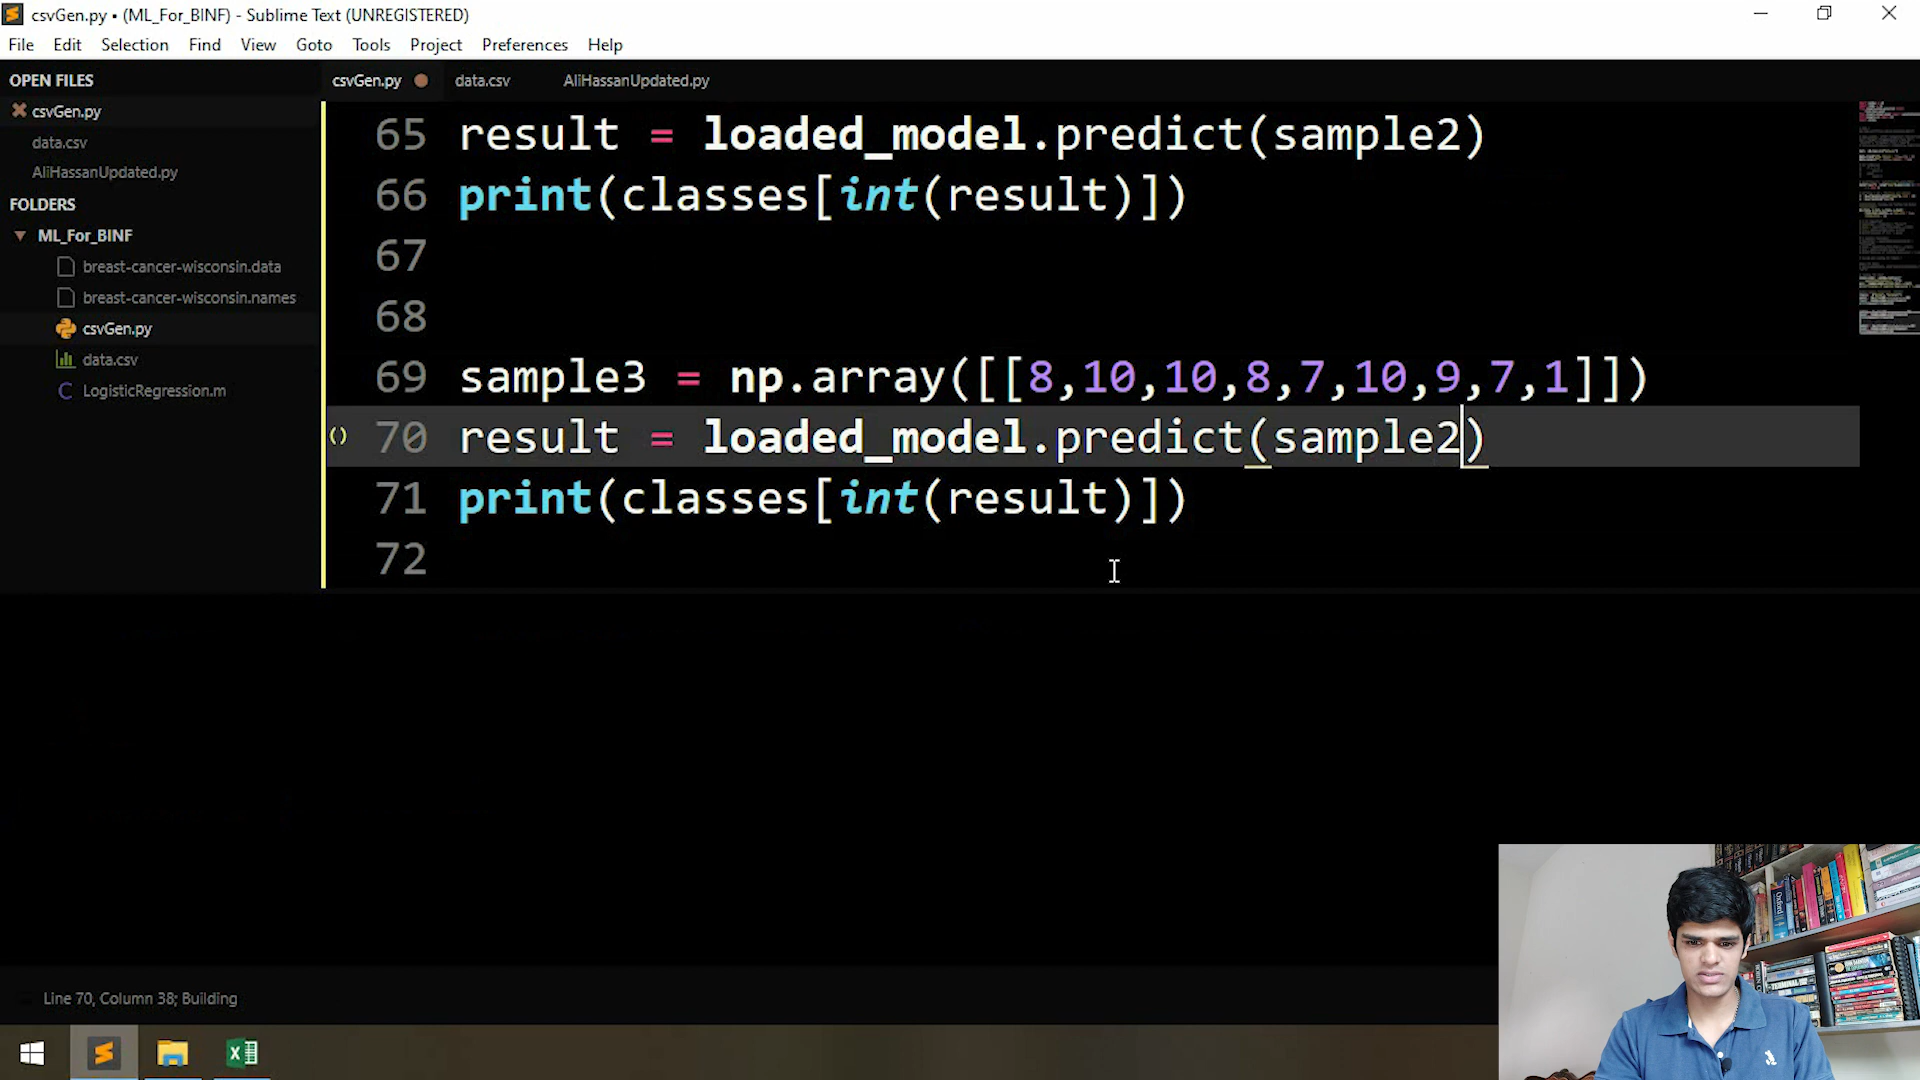 csvGen.py • (ML_For_BINF) - Sublime Text (UNREGISTERED)
File Edit Selection Find View Goto Tools Project Preferences Help
OPEN FILES
csvGen.py
data.csv
AliHassanUpdated.py
FOLDERS
ML_For_BINF
breast-cancer-wisconsin.data
breast-cancer-wisconsin.names
csvGen.py
data.csv
LogisticRegression.m
csvGen.py data.csv AliHassanUpdated.py
65 result = loaded_model.predict(sample2)
66 print(classes[int(result)])
67
68
69 sample3 = np.array([[8,10,10,8,7,10,9,7,1]])
70 result = loaded_model.predict(sample2)
71 print(classes[int(result)])
72
Line 70, Column 38; Building